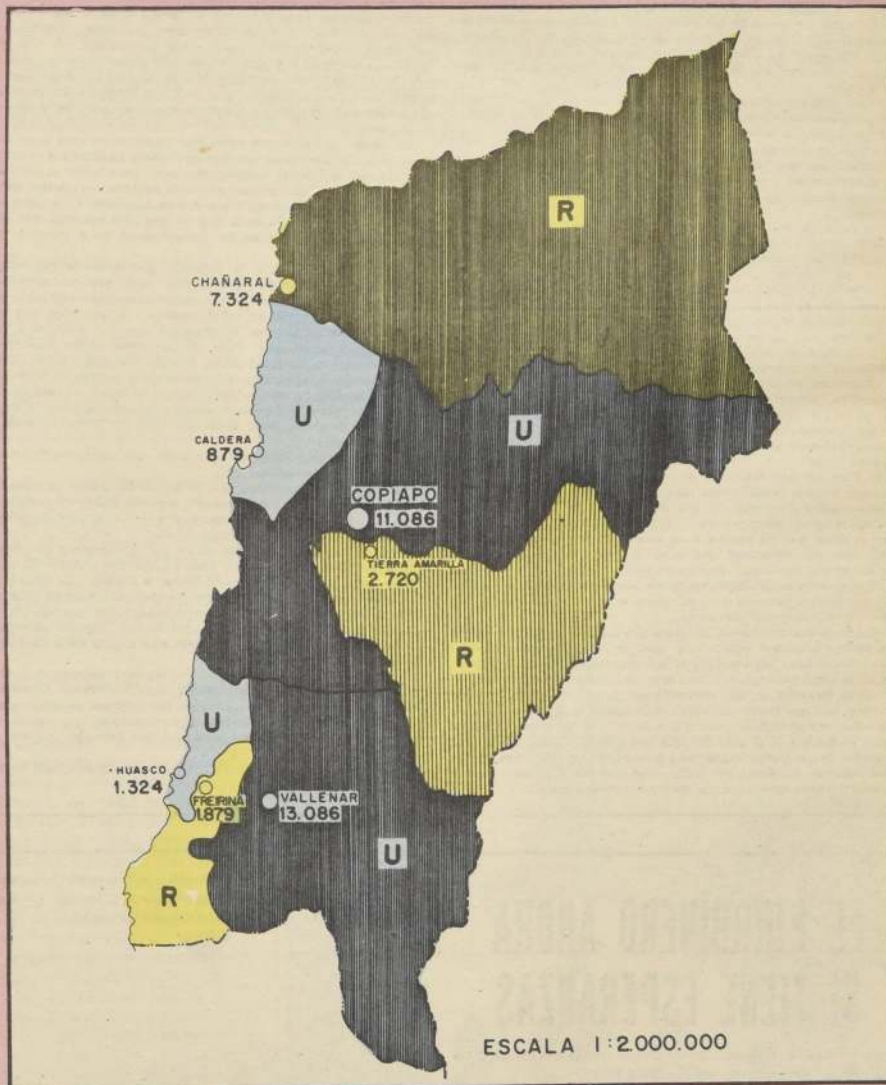 R
CHAÑARAL
7.324
U
U
CALDERA
879
COPIAPO
11.086
TIERRA AMARILLA
2.720
R
U
HUASCO
1.324
FREIRINA
1.879
VALLENAR
13.086
U
R
ESCALA 1:2.000.000